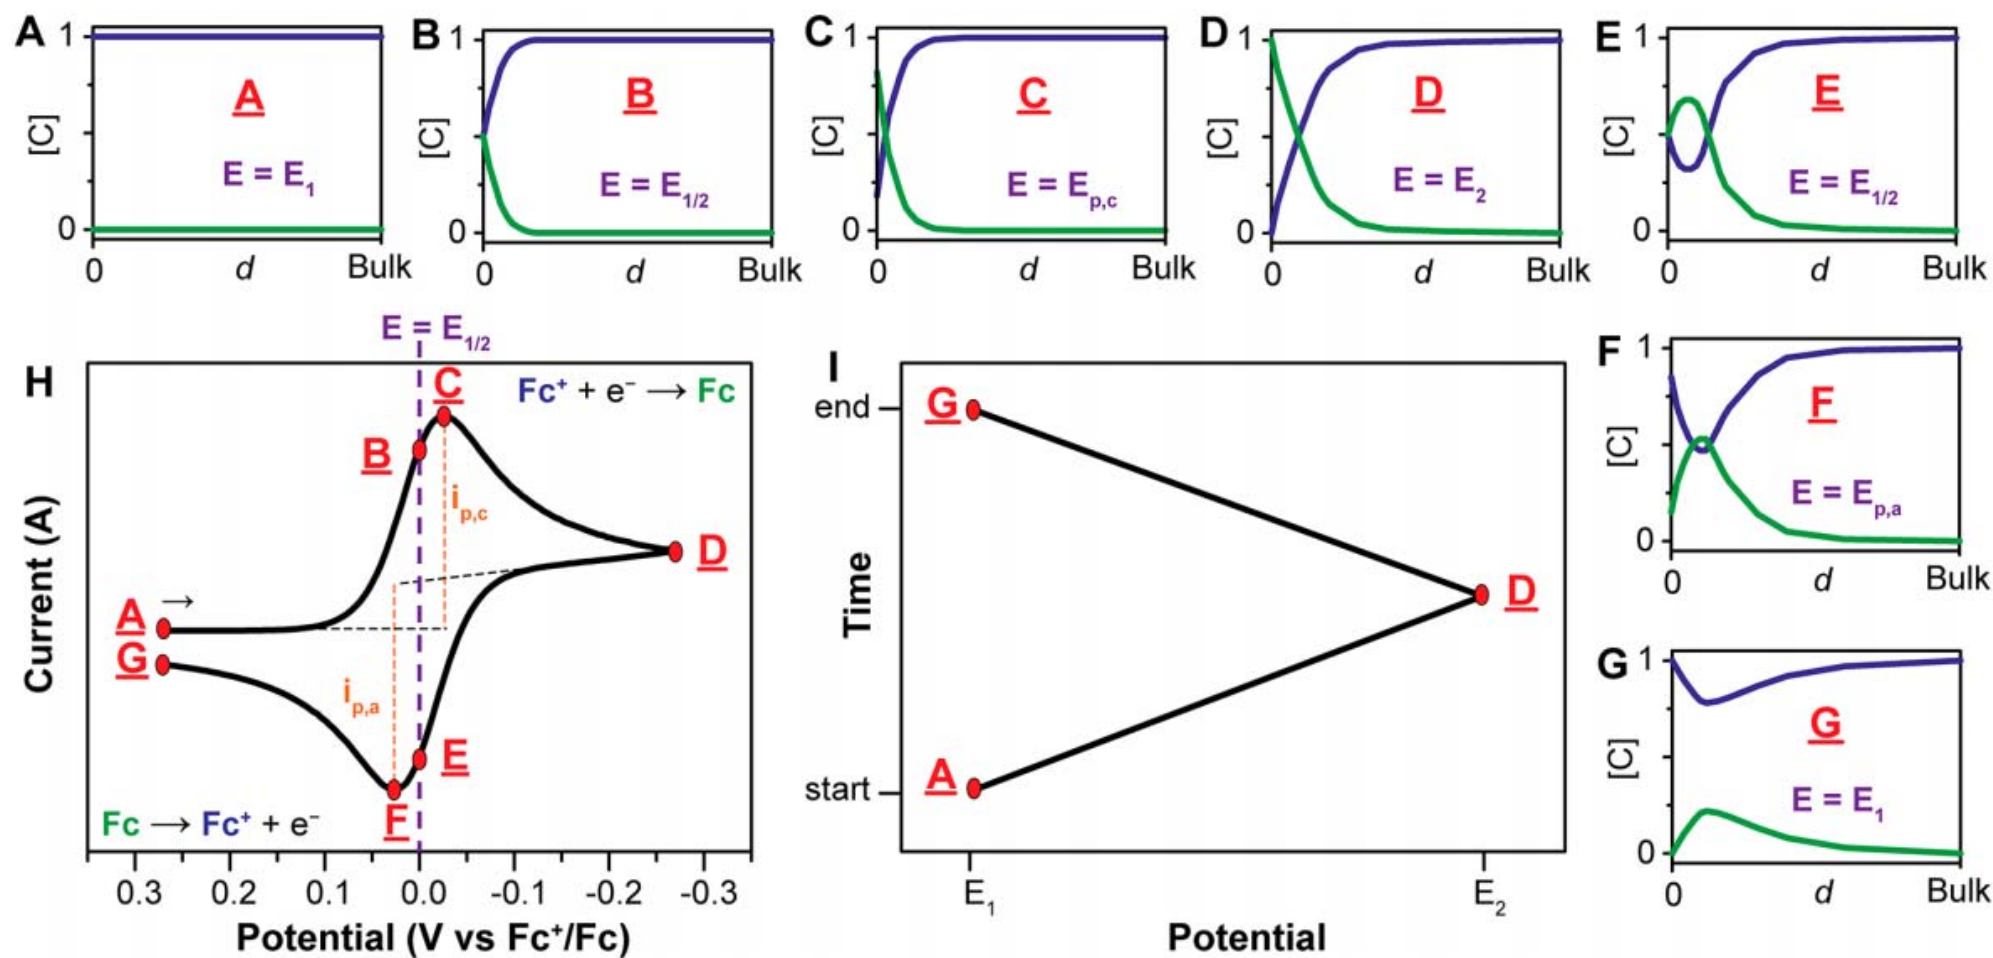 A
1
A
E = E1
[C]
0
0 d Bulk
B
1
B
E = E1/2
[C]
0
0 d Bulk
C
1
C
E = Ep,c
[C]
0
0 d Bulk
D
1
D
E = E2
[C]
0
0 d Bulk
E
1
E
E = E1/2
[C]
0
0 d Bulk
F
1
F
E = Ep,a
[C]
0
0 d Bulk
G
1
G
E = E1
[C]
0
0 d Bulk
H
E = E1/2
C
Fc⁺ + e⁻ → Fc
B
ip,c
D
A →
G
ip,a
E
F
Fc → Fc⁺ + e⁻
Current (A)
0.3 0.2 0.1 0.0 -0.1 -0.2 -0.3
Potential (V vs Fc⁺/Fc)
I
end
G
D
Time
start
A
E1 E2
Potential